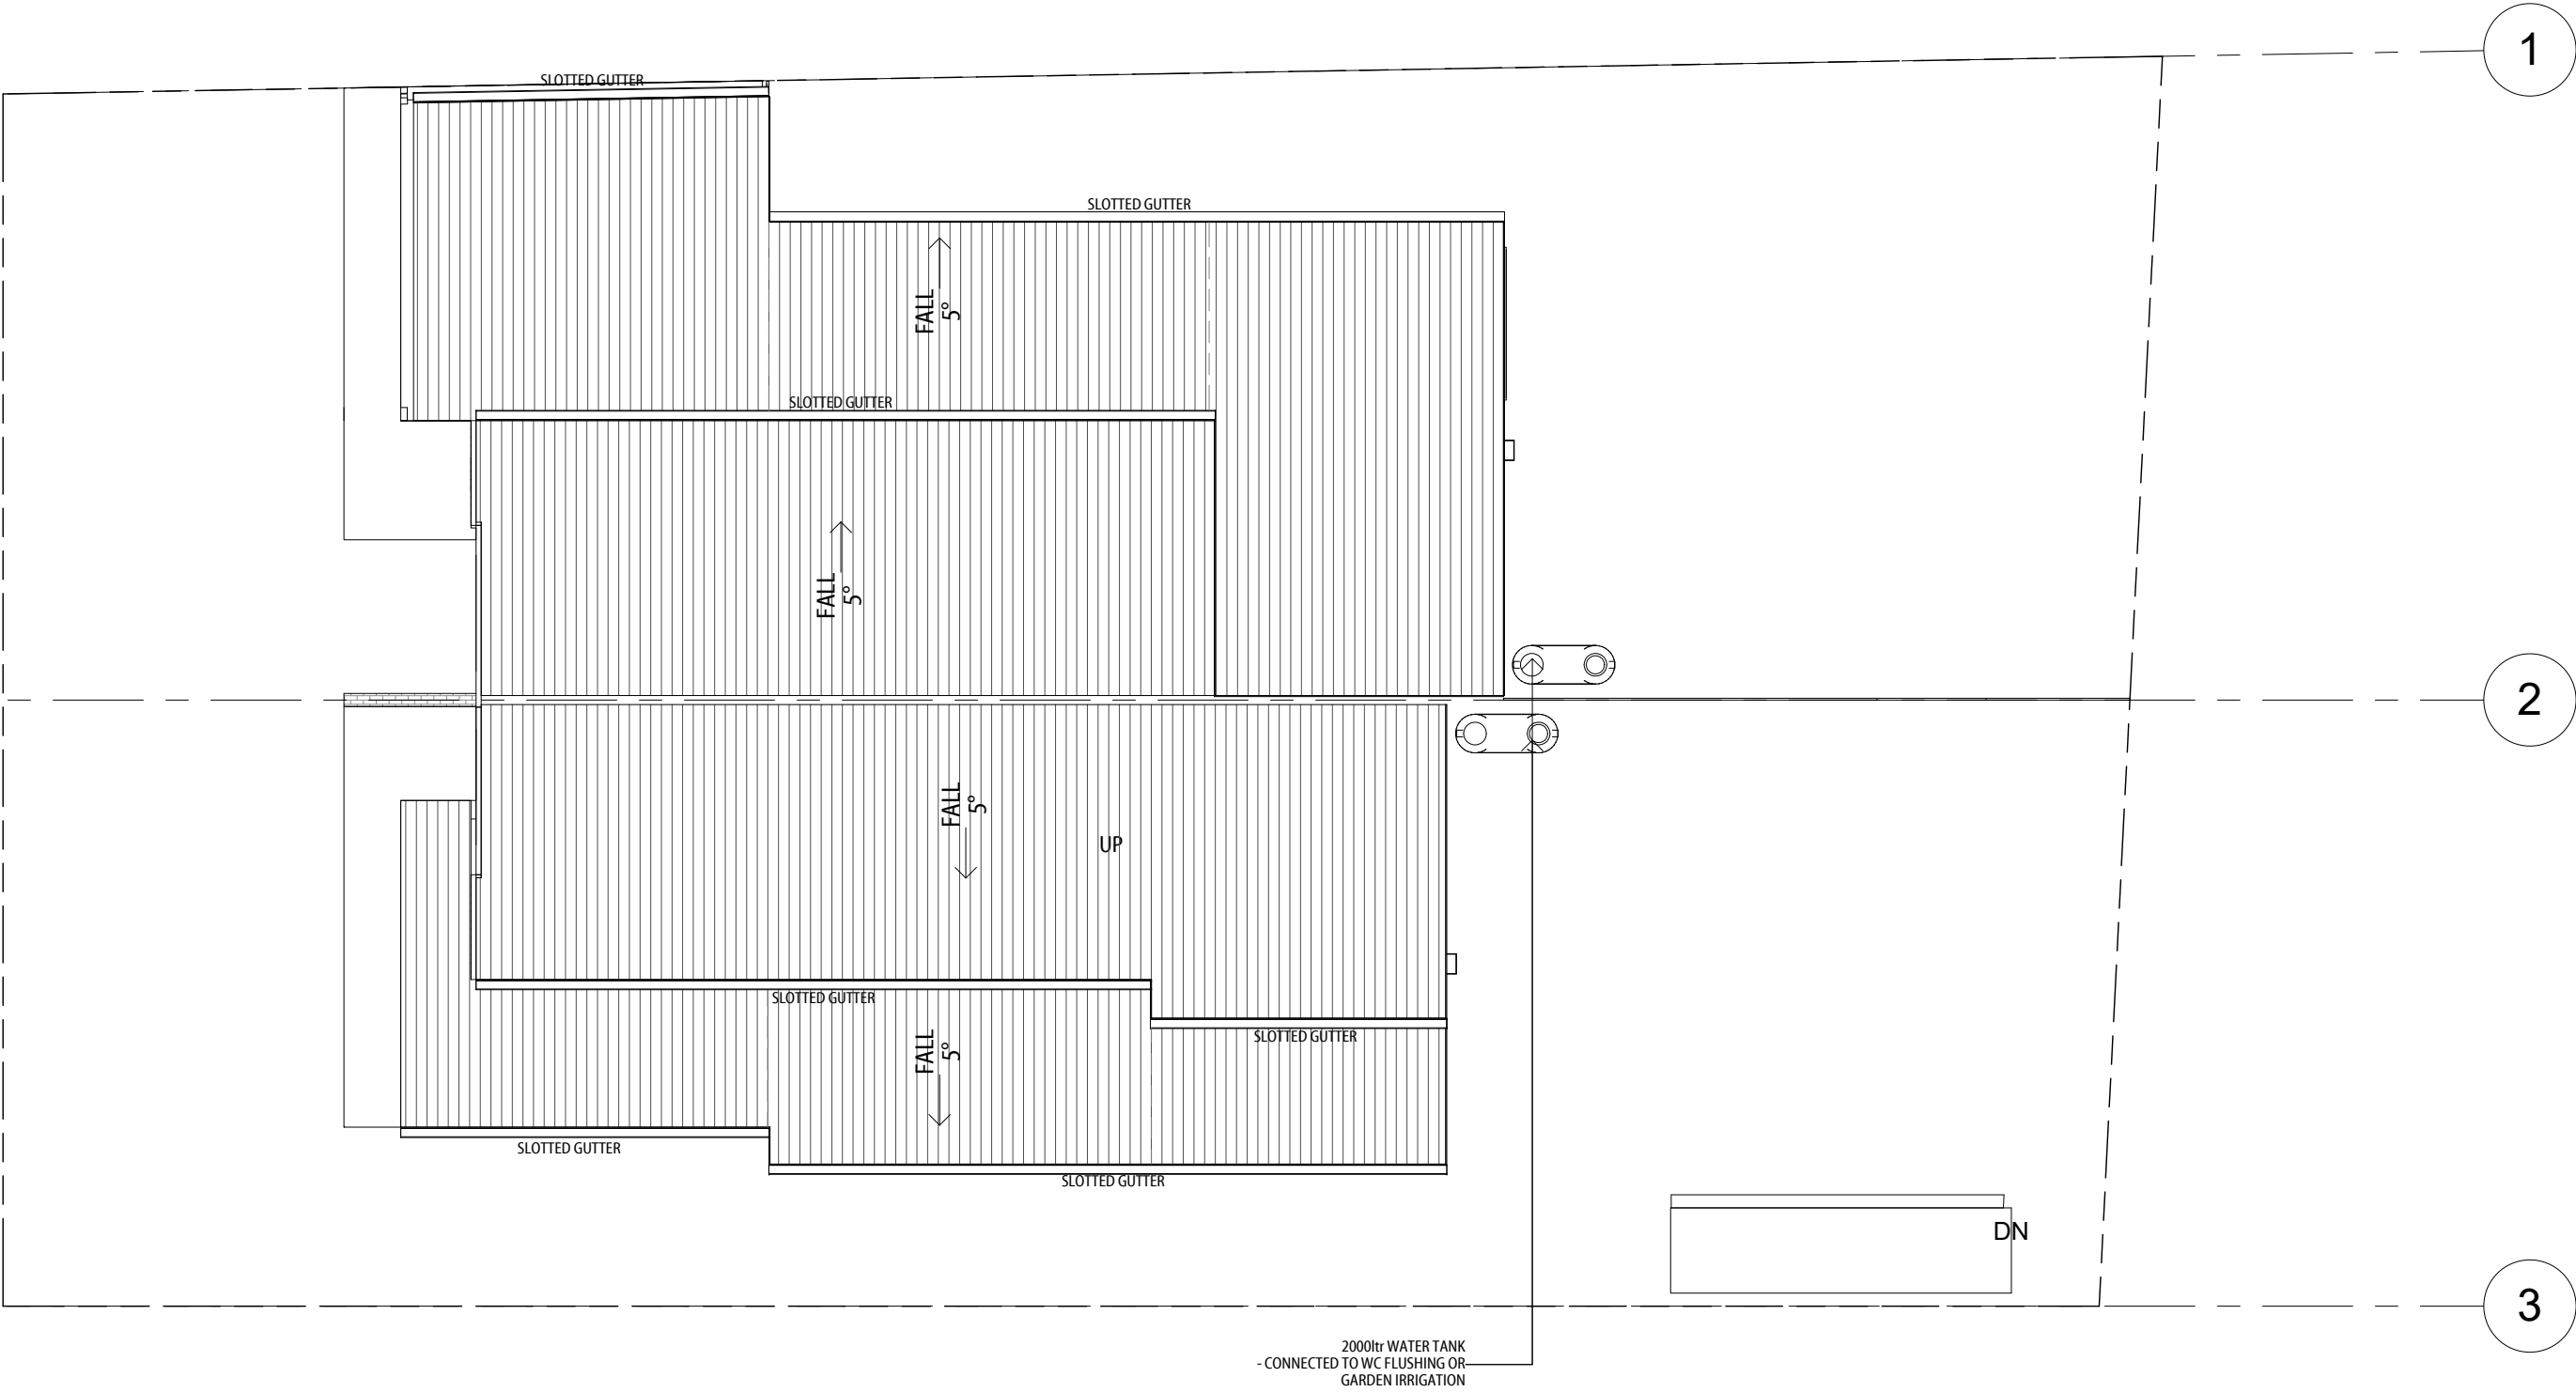 1
SLOTTED GUTTER
SLOTTED GUTTER
FALL
5°
SLOTTED GUTTER
FALL
5°
2
FALL
5°
UP
SLOTTED GUTTER
FALL
5°
SLOTTED GUTTER
SLOTTED GUTTER
SLOTTED GUTTER
DN
3
2000ltr WATER TANK
- CONNECTED TO WC FLUSHING OR
GARDEN IRRIGATION